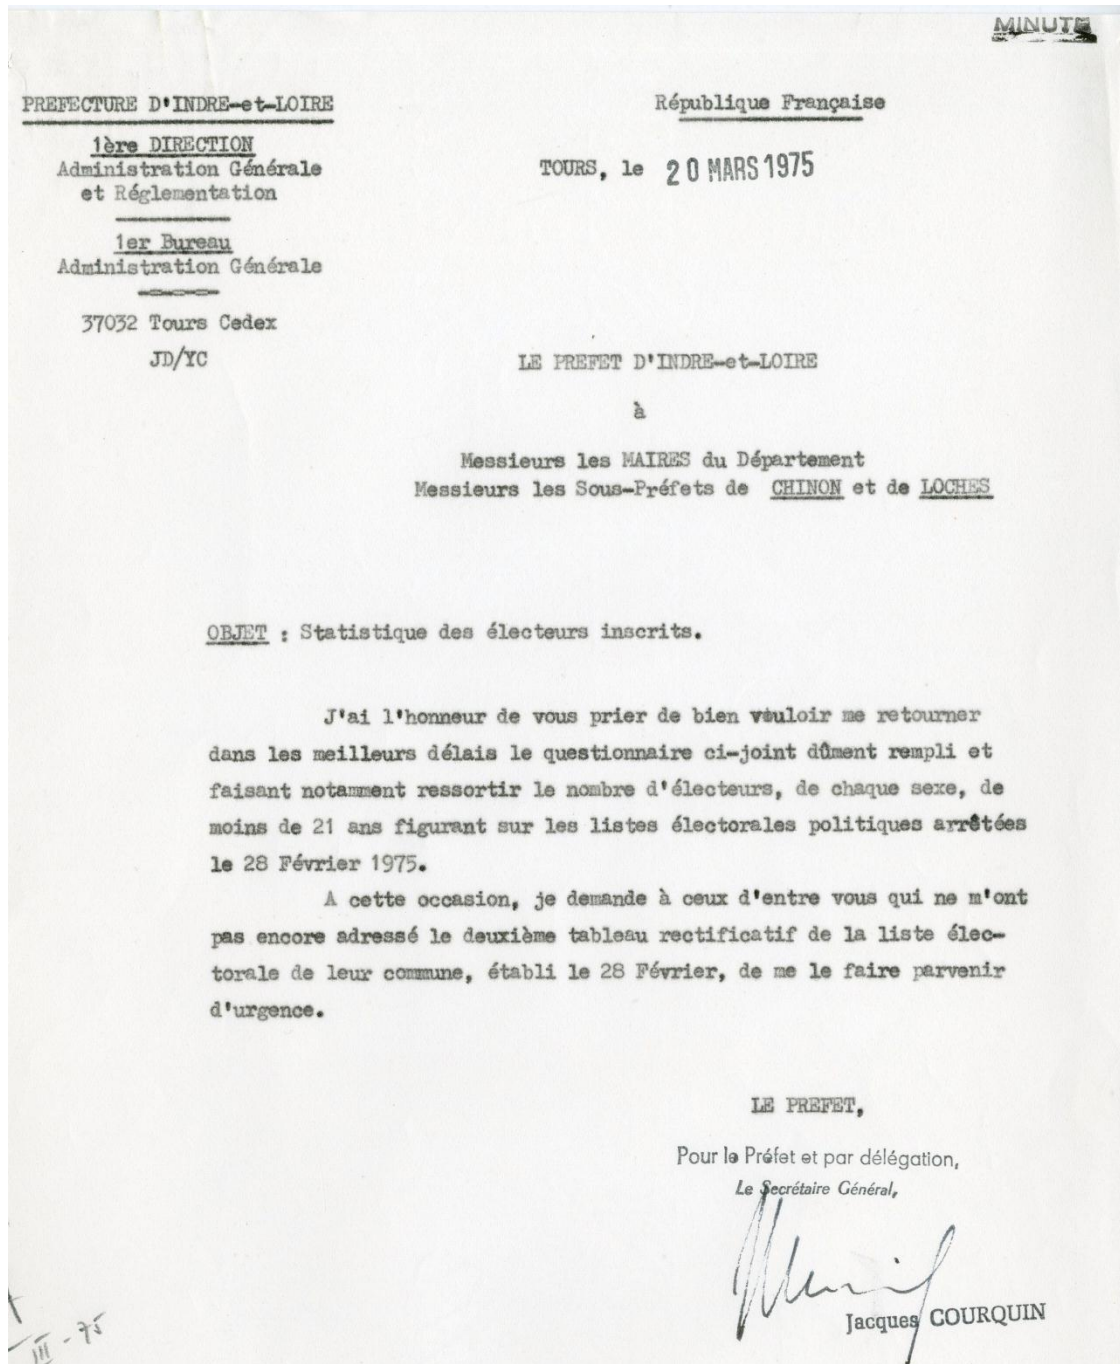 MINUTE
PREFECTURE D'INDRE-et-LOIRE
République Française
1ère DIRECTION
Administration Générale
et Réglementation
TOURS, le 20 MARS 1975
1er Bureau
Administration Générale
37032 Tours Cedex
JD/YC
LE PREFET D'INDRE-et-LOIRE
à
Messieurs les MAIRES du Département
Messieurs les Sous-Préfets de CHINON et de LOCHES
OBJET : Statistique des électeurs inscrits.
J'ai l'honneur de vous prier de bien vouloir me retourner
dans les meilleurs délais le questionnaire ci-joint dûment rempli et
faisant notamment ressortir le nombre d'électeurs, de chaque sexe, de
moins de 21 ans figurant sur les listes électorales politiques arrêtées
le 28 Février 1975.
A cette occasion, je demande à ceux d'entre vous qui ne m'ont
pas encore adressé le deuxième tableau rectificatif de la liste élec-
torale de leur commune, établi le 28 Février, de me le faire parvenir
d'urgence.
LE PREFET,
Pour le Préfet et par délégation,
Le Secrétaire Général,
Jacques COURQUIN
III - 75